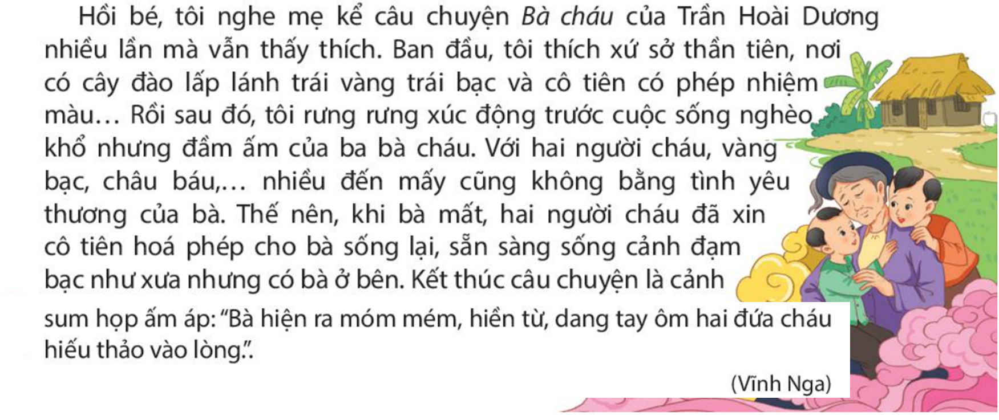 Hồi bé, tôi nghe mẹ kể câu chuyện Bà cháu của Trần Hoài Dương
nhiều lần mà vẫn thấy thích. Ban đầu, tôi thích xứ sở thần tiên, nơi
có cây đào lấp lánh trái vàng trái bạc và cô tiên có phép nhiệm
màu… Rồi sau đó, tôi rưng rưng xúc động trước cuộc sống nghèo
khổ nhưng đầm ấm của ba bà cháu. Với hai người cháu, vàng
bạc, châu báu,… nhiều đến mấy cũng không bằng tình yêu
thương của bà. Thế nên, khi bà mất, hai người cháu đã xin
cô tiên hoá phép cho bà sống lại, sẵn sàng sống cảnh đạm
bạc như xưa nhưng có bà ở bên. Kết thúc câu chuyện là cảnh
sum họp ấm áp: “Bà hiện ra móm mém, hiền từ, dang tay ôm hai đứa cháu
hiếu thảo vào lòng.”.
(Vĩnh Nga)